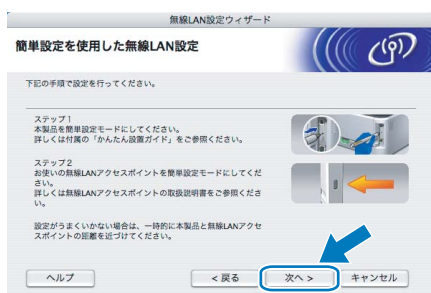 無線LAN設定ウィザード
簡単設定を使用した無線LAN設定
下記の手順で設定を行ってください。
ステップ1
本製品を簡単設定モードにしてください。
詳しくは付属の「かんたん設置ガイド」をご参照ください。
ステップ2
お使いの無線LANアクセスポイントを簡単設定モードにしてくだ
さい。
詳しくは無線LANアクセスポイントの取扱説明書をご参照くださ
い。
設定がうまくいかない場合は、一時的に本製品と無線LANアクセ
スポイントの距離を近づけてください。
ヘルプ
< 戻る
次へ >
キャンセル